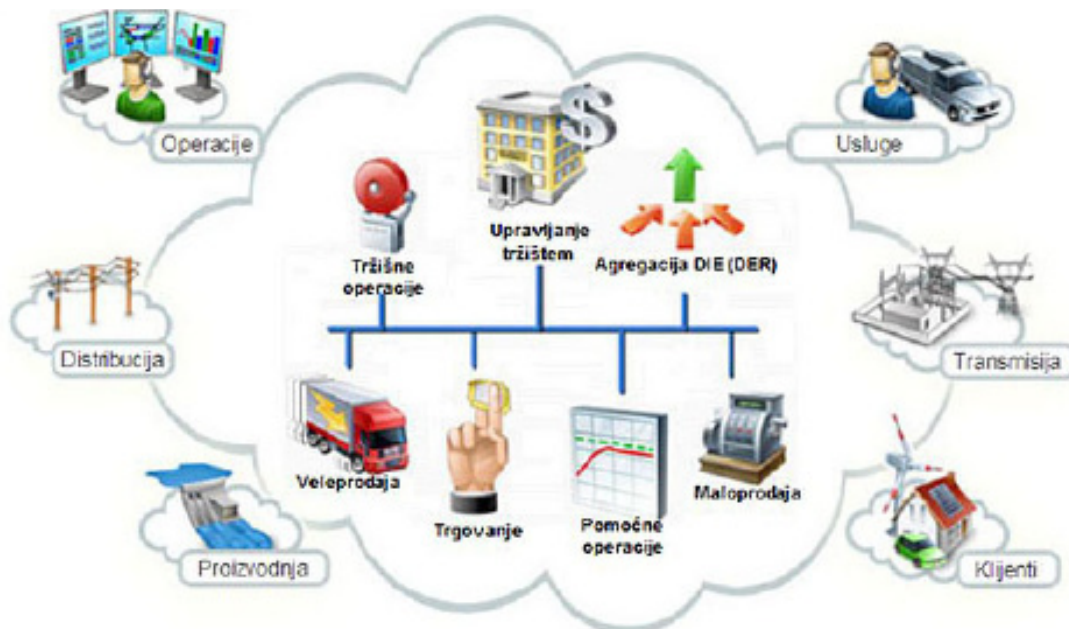 Operacije
Usluge
Upravljanje
tržištem
Tržišne
operacije
Agregacija DIE (DER)
Distribucija
Transmisija
Veleprodaja
Trgovanje
Pomoćne
operacije
Maloprodaja
Proizvodnja
Klijenti